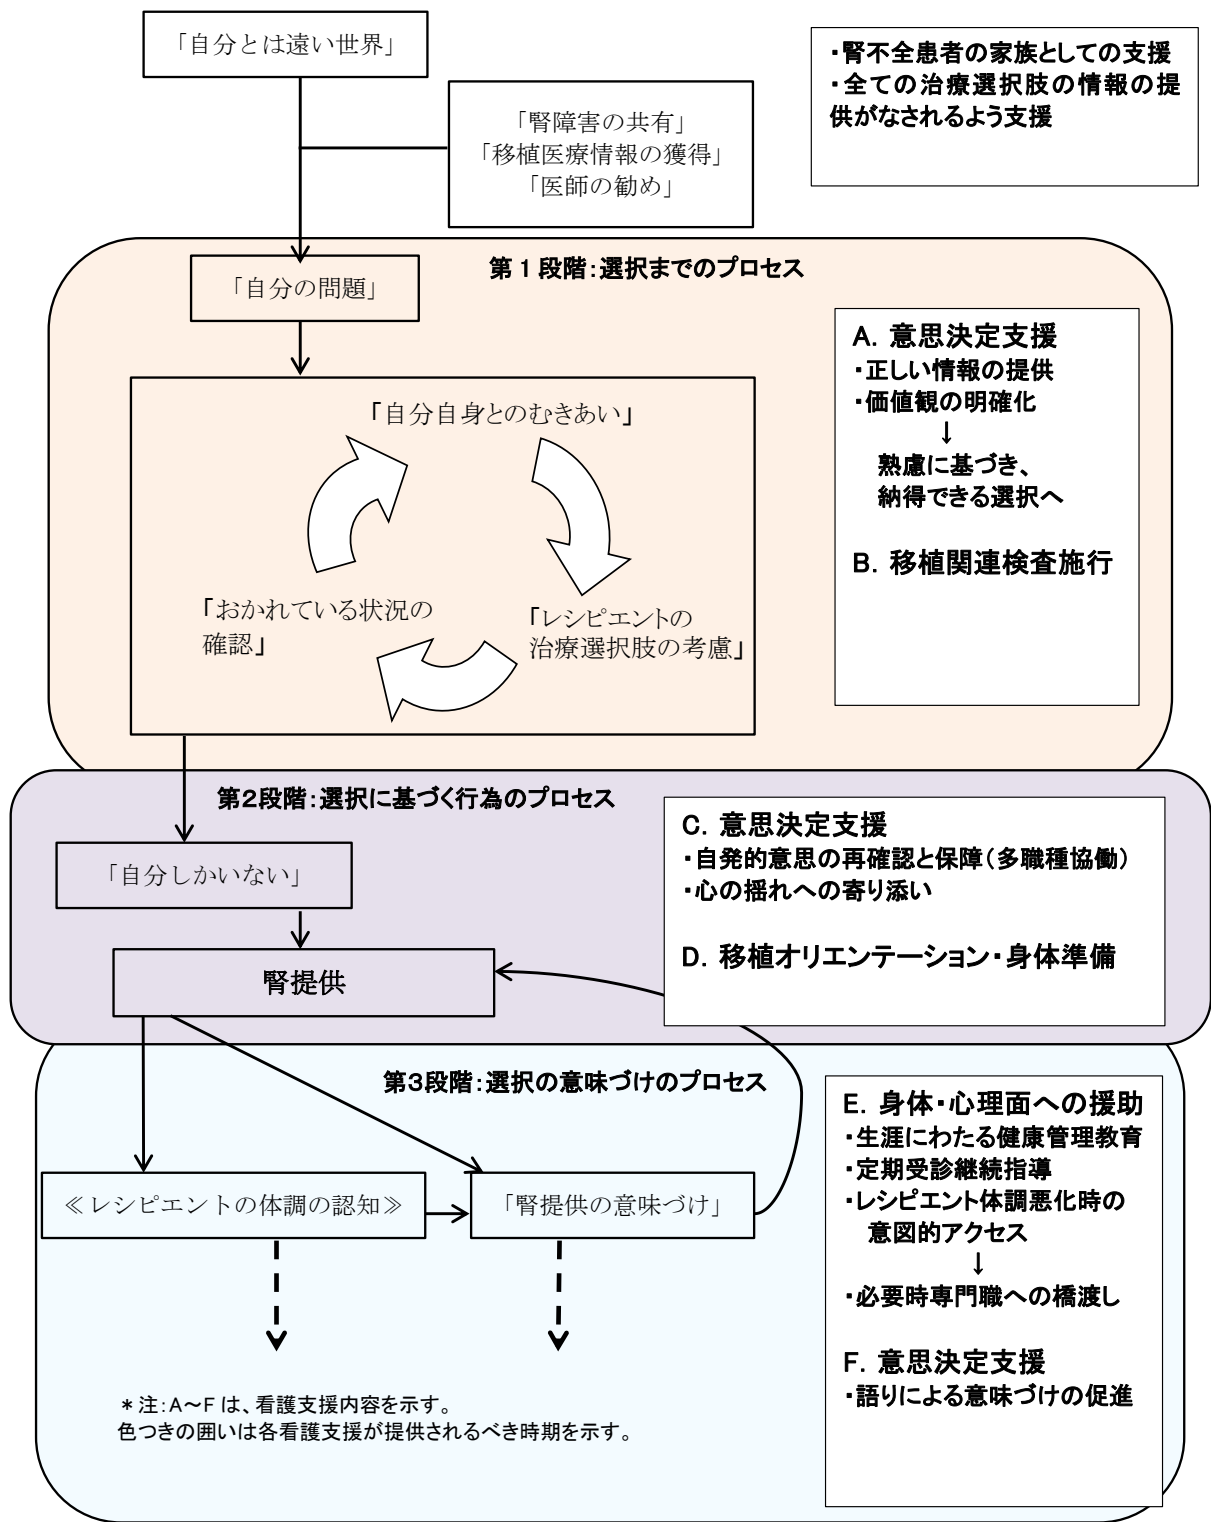 「自分とは遠い世界」
・腎不全患者の家族としての支援
・全ての治療選択肢の情報の提
供がなされるよう支援
「腎障害の共有」
「移植医療情報の獲得」
「医師の勧め」
第1段階:選択までのプロセス
「自分の問題」
A. 意思決定支援
・正しい情報の提供
・価値観の明確化
↓
熟慮に基づき、
納得できる選択へ
B. 移植関連検査施行
「自分自身とのむきあい」
「おかれている状況の
確認」
「レシピエントの
治療選択肢の考慮」
第2段階:選択に基づく行為のプロセス
C. 意思決定支援
・自発的意思の再確認と保障(多職種協働)
・心の揺れへの寄り添い
D. 移植オリエンテーション・身体準備
「自分しかいない」
腎提供
第3段階:選択の意味づけのプロセス
E. 身体・心理面への援助
・生涯にわたる健康管理教育
・定期受診継続指導
・レシピエント体調悪化時の
意図的アクセス
↓
・必要時専門職への橋渡し
F. 意思決定支援
・語りによる意味づけの促進
≪レシピエントの体調の認知≫
「腎提供の意味づけ」
*注:A~F は、看護支援内容を示す。
色つきの囲いは各看護支援が提供されるべき時期を示す。